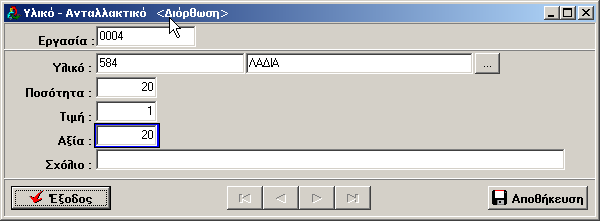 Υλικό - Ανταλλακτικό <Διόρθωση>
Εργασία : 0004
Υλικό : 584 ΛΑΔΙΑ ...
Ποσότητα : 20
Τιμή : 1
Αξία : 20
Σχόλιο :
Έξοδος Αποθήκευση